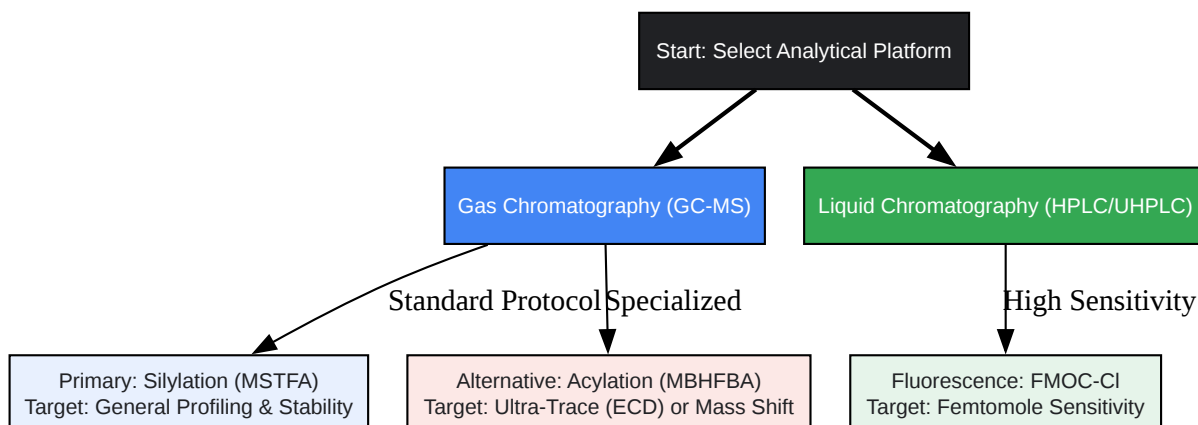 Start: Select Analytical Platform
Gas Chromatography (GC-MS)
Liquid Chromatography (HPLC/UHPLC)
Standard Protocol
Specialized
High Sensitivity
Primary: Silylation (MSTFA)
Target: General Profiling & Stability
Alternative: Acylation (MBHFBA)
Target: Ultra-Trace (ECD) or Mass Shift
Fluorescence: FMOC-Cl
Target: Femtomole Sensitivity